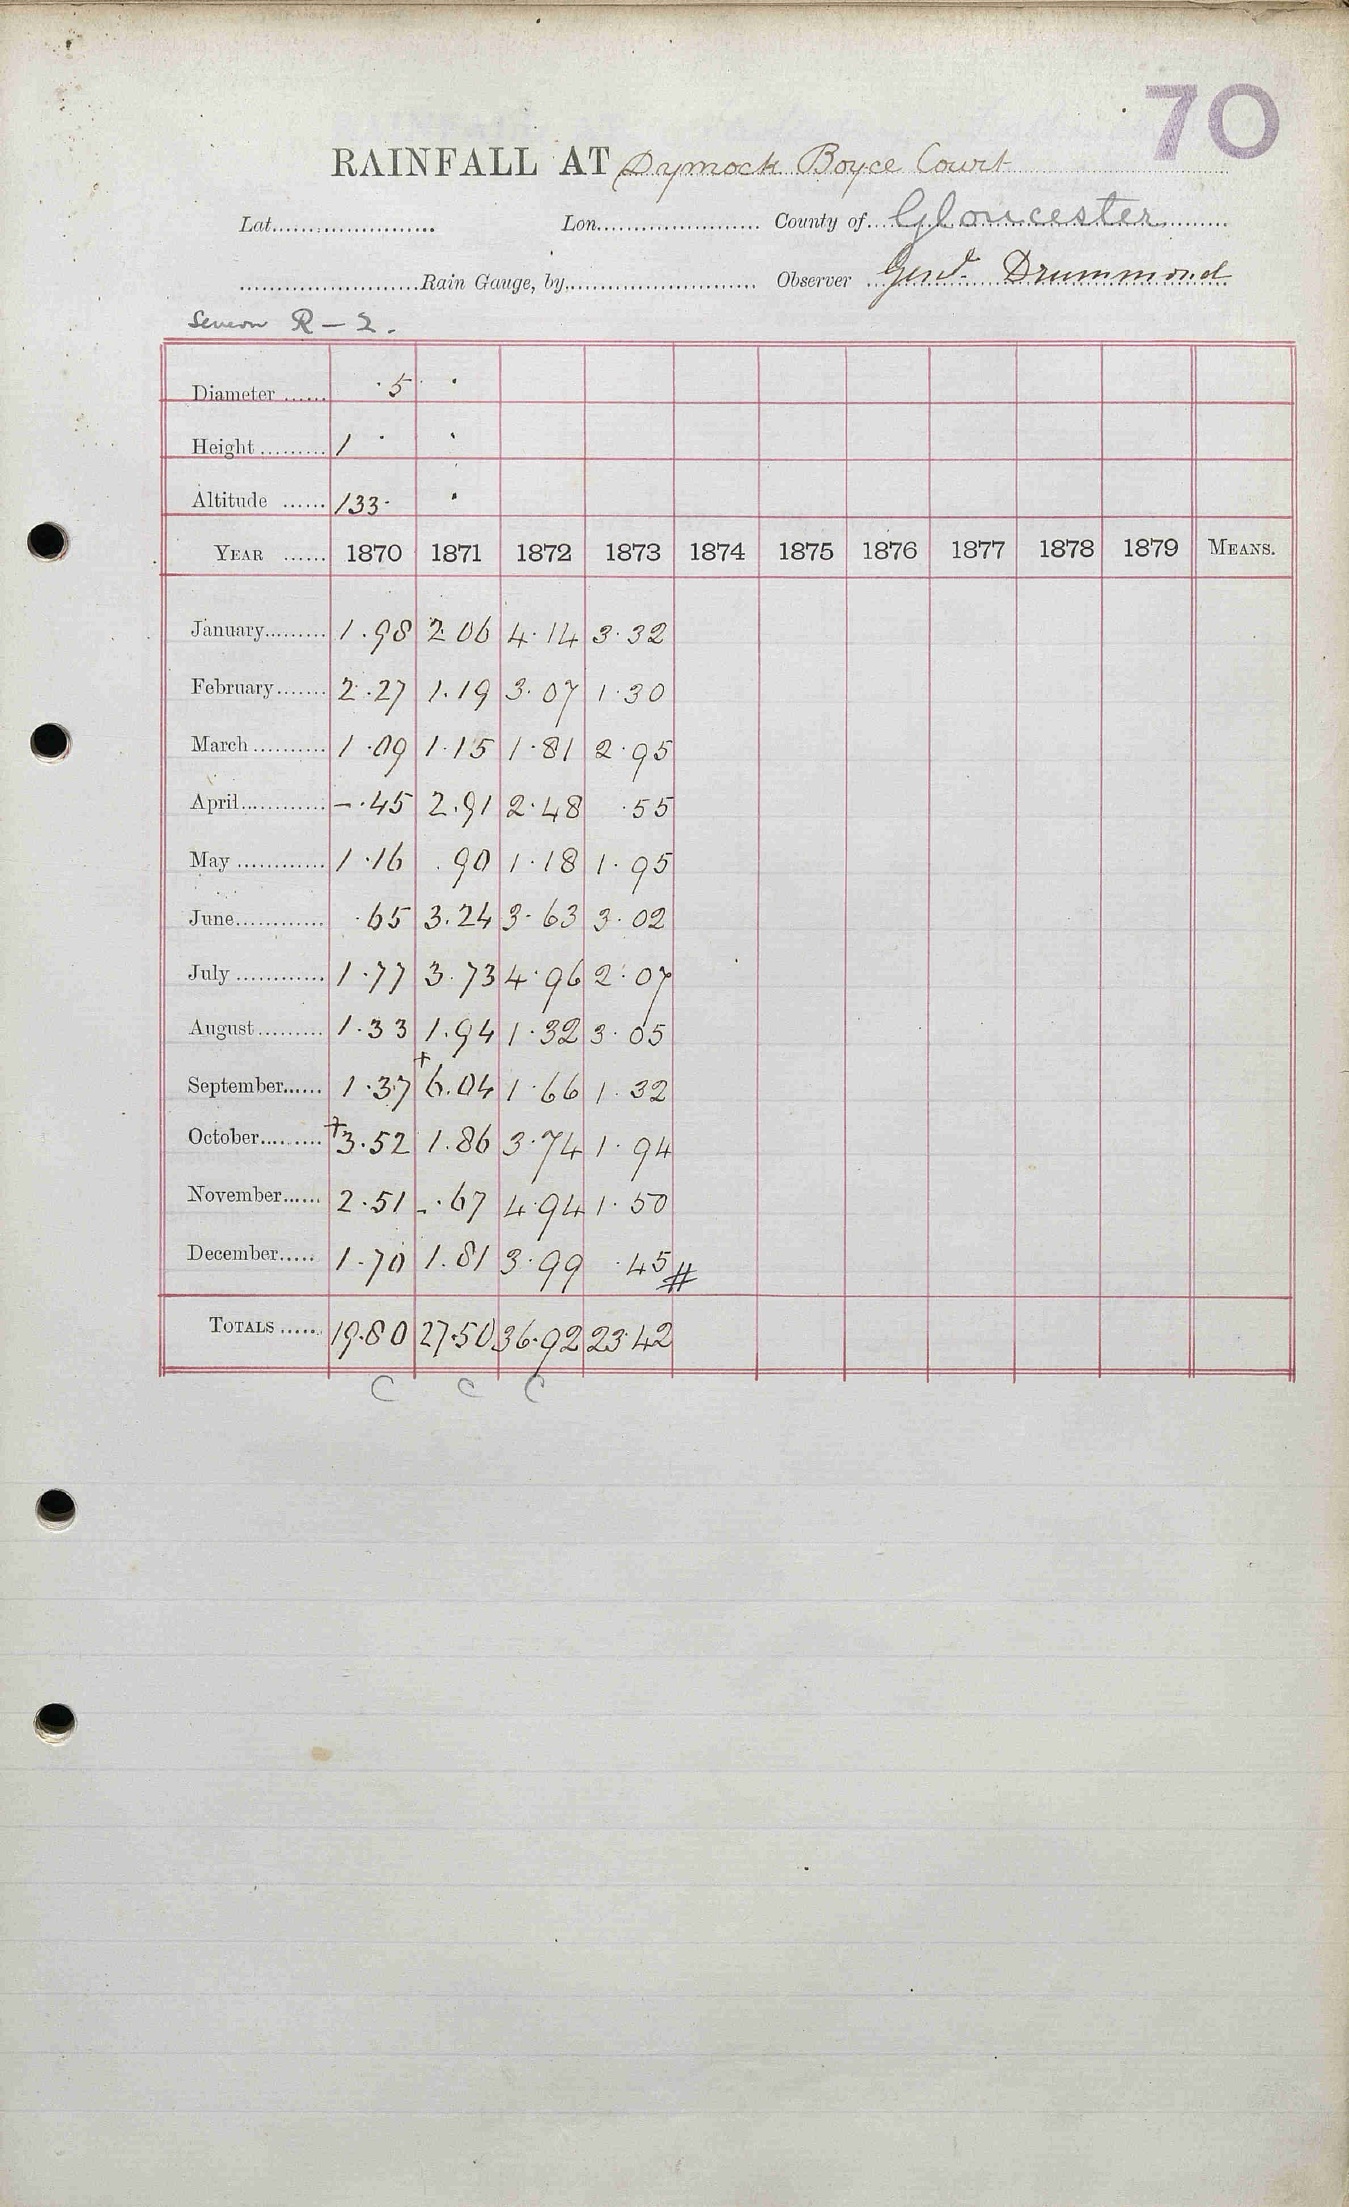 70
RAINFALL AT Dymock Boyce Court
Lat. Lon. County of Gloucester
Rain Gauge, by Observer Genl. Drummond
R - 2.
Diameter 5
Height 1
Altitude 133
YEAR 1870 1871 1872 1873 1874 1875 1876 1877 1878 1879 MEANS.
January 1.98 2.06 4.14 3.32
February 2.27 1.19 3.07 1.30
March 1.09 1.15 1.81 2.95
April -.45 2.91 2.48 .55
May 1.16 .90 1.18 1.95
June .65 3.24 3.63 3.02
July 1.77 3.73 4.96 2.07
August 1.33 1.94 1.32 3.05
September 1.37 +6.04 1.66 1.32
October +3.52 1.86 3.74 1.94
November 2.51 -.67 4.94 1.50
December 1.70 1.81 3.99 .45 #
TOTALS 19.80 27.50 36.92 23.42
C C C